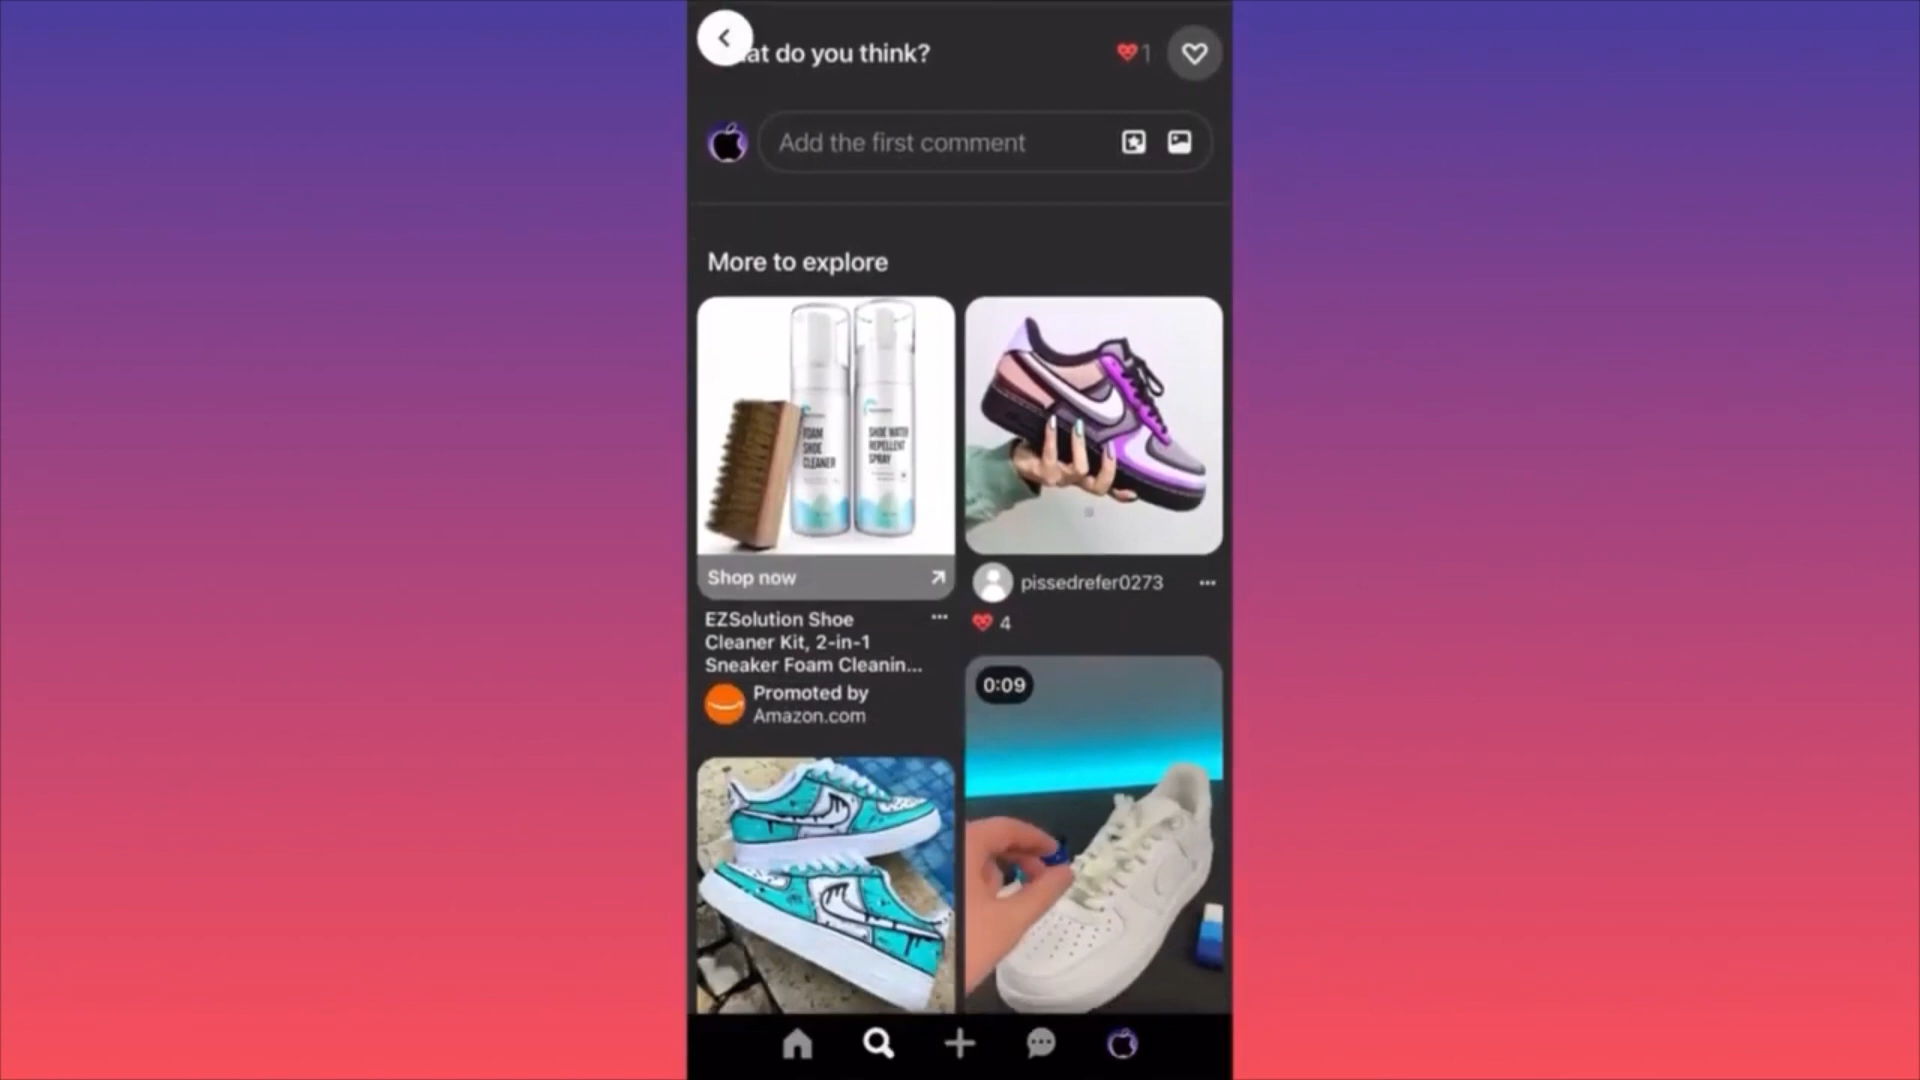 at do you think?
1
Add the first comment
More to explore
FOAM
SHOE
CLEANER
SHOE WATER
REPELLENT
SPRAY
Shop now
EZSolution Shoe
Cleaner Kit, 2-in-1
Sneaker Foam Cleanin...
Promoted by
Amazon.com
pissedrefer0273
4
0:09